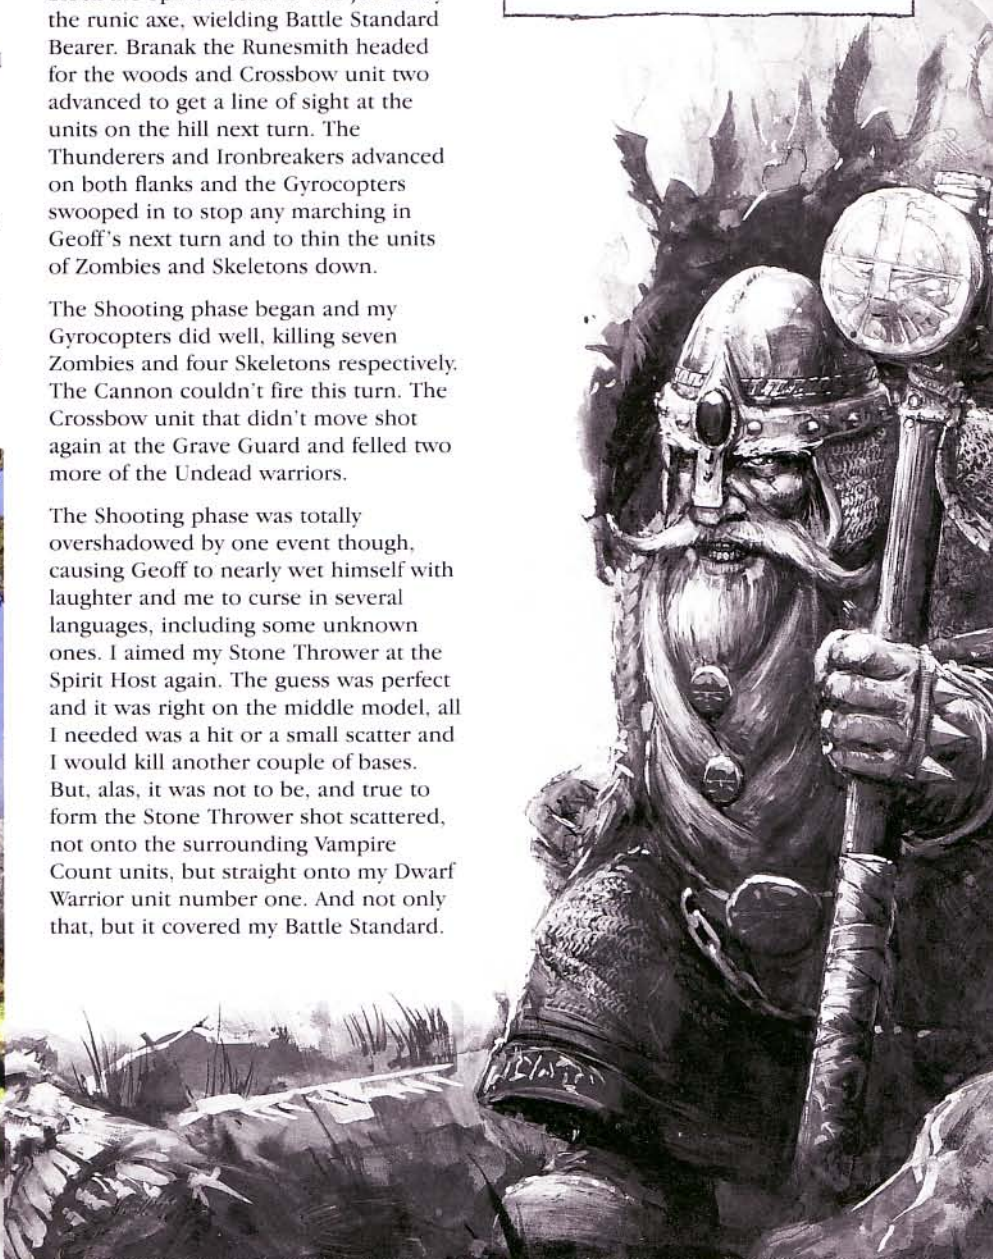 the runic axe, wielding Battle Standard
Bearer. Branak the Runesmith headed
for the woods and Crossbow unit two
advanced to get a line of sight at the
units on the hill next turn. The
Thunderers and Ironbreakers advanced
on both flanks and the Gyrocopters
swooped in to stop any marching in
Geoff's next turn and to thin the units
of Zombies and Skeletons down.
The Shooting phase began and my
Gyrocopters did well, killing seven
Zombies and four Skeletons respectively.
The Cannon couldn't fire this turn. The
Crossbow unit that didn't move shot
again at the Grave Guard and felled two
more of the Undead warriors.
The Shooting phase was totally
overshadowed by one event though,
causing Geoff to nearly wet himself with
laughter and me to curse in several
languages, including some unknown
ones. I aimed my Stone Thrower at the
Spirit Host again. The guess was perfect
and it was right on the middle model, all
I needed was a hit or a small scatter and
I would kill another couple of bases.
But, alas, it was not to be, and true to
form the Stone Thrower shot scattered,
not onto the surrounding Vampire
Count units, but straight onto my Dwarf
Warrior unit number one. And not only
that, but it covered my Battle Standard.